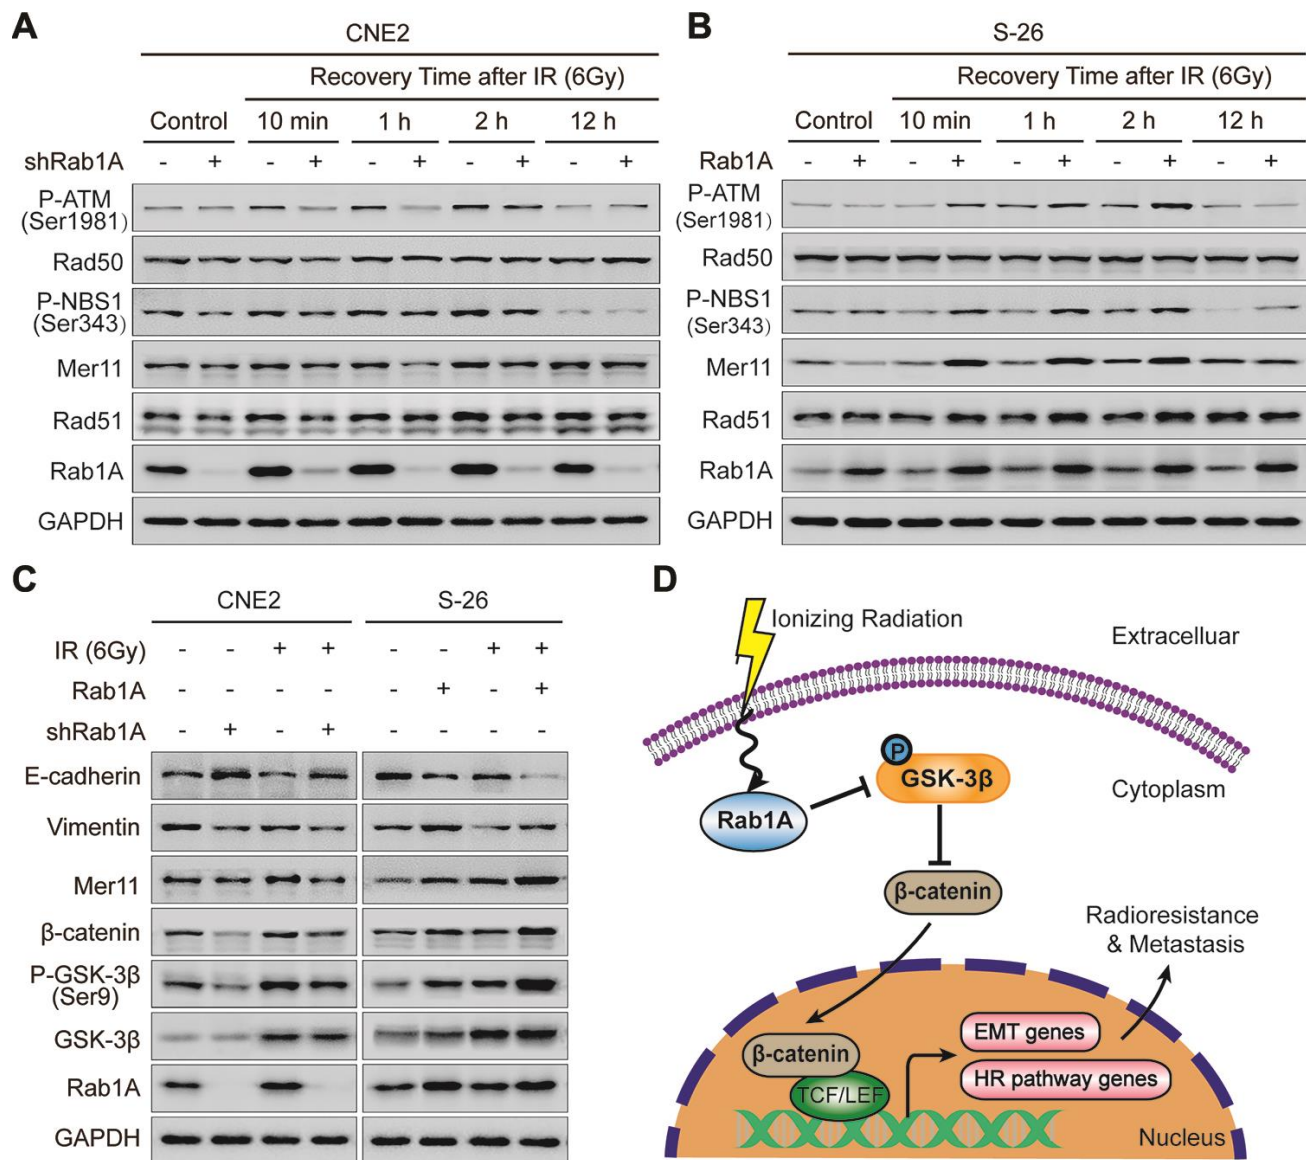 A
CNE2
Recovery Time after IR (6Gy)
Control 10 min 1 h 2 h 12 h
shRab1A - + - + - + - + - +
P-ATM
(Ser1981)
Rad50
P-NBS1
(Ser343)
Mer11
Rad51
Rab1A
GAPDH
B
S-26
Recovery Time after IR (6Gy)
Control 10 min 1 h 2 h 12 h
Rab1A - + - + - + - + - +
P-ATM
(Ser1981)
Rad50
P-NBS1
(Ser343)
Mer11
Rad51
Rab1A
GAPDH
C
CNE2 S-26
IR (6Gy) - - + + - - + +
Rab1A - - - - - + - +
shRab1A - + - + - - - -
E-cadherin
Vimentin
Mer11
β-catenin
P-GSK-3β
(Ser9)
GSK-3β
Rab1A
GAPDH
D
Ionizing Radiation
Extracelluar
P
GSK-3β
Cytoplasm
Rab1A
β-catenin
Radioresistance
& Metastasis
EMT genes
β-catenin
HR pathway genes
TCF/LEF
Nucleus